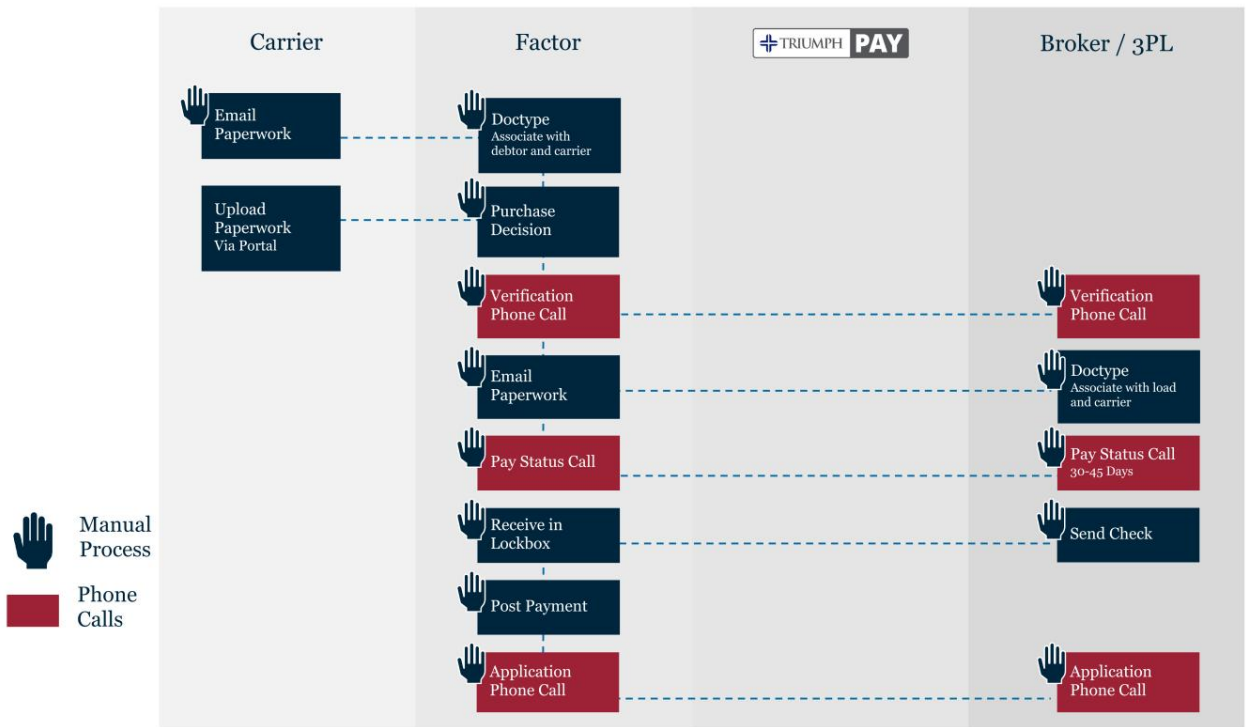 Carrier
Factor
TRIUMPH PAY
Broker / 3PL
Email
Paperwork
Doctype
Associate with
debtor and carrier
Upload
Paperwork
Via Portal
Purchase
Decision
Verification
Phone Call
Verification
Phone Call
Email
Paperwork
Doctype
Associate with load
and carrier
Pay Status Call
Pay Status Call
30-45 Days
Manual
Process
Receive in
Lockbox
Send Check
Phone
Calls
Post Payment
Application
Phone Call
Application
Phone Call